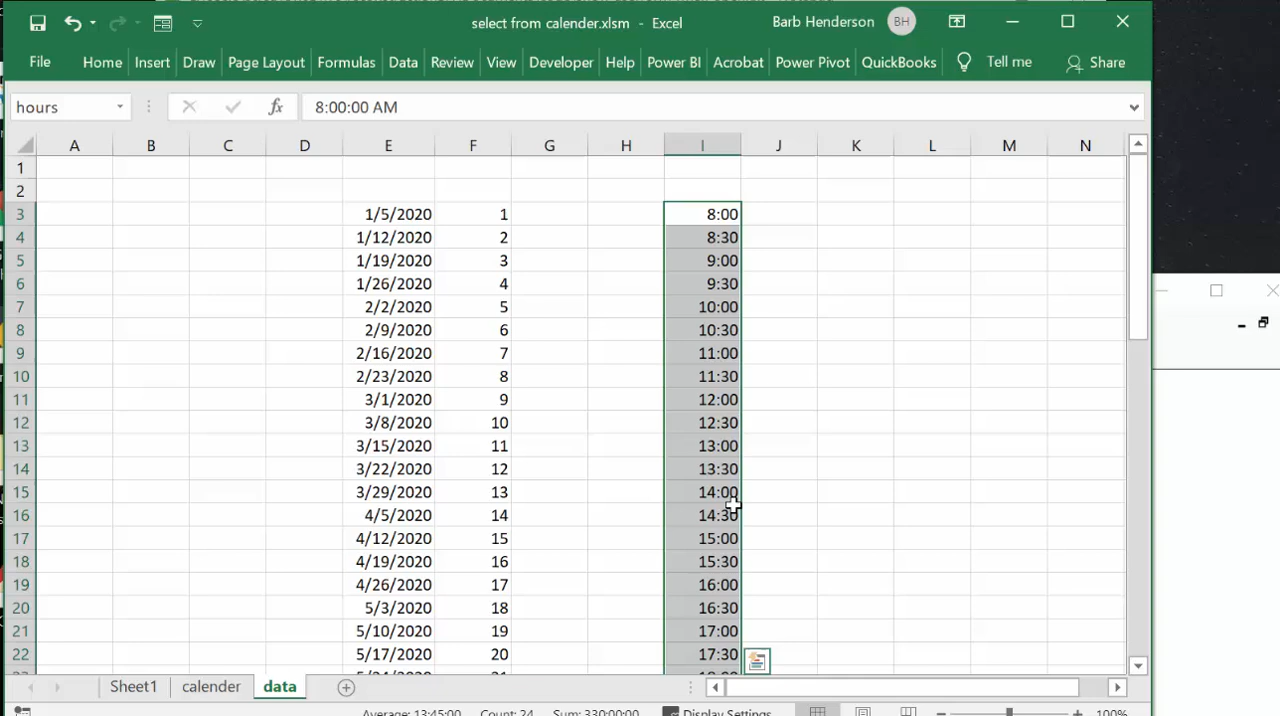 select from calender.xlsm - Excel Barb Henderson BH
File Home Insert Draw Page Layout Formulas Data Review View Developer Help Power BI Acrobat Power Pivot QuickBooks Tell me Share
hours fx 8:00:00 AM
A B C D E F G H I J K L M N
1
2
3 1/5/2020 1 8:00
4 1/12/2020 2 8:30
5 1/19/2020 3 9:00
6 1/26/2020 4 9:30
7 2/2/2020 5 10:00
8 2/9/2020 6 10:30
9 2/16/2020 7 11:00
10 2/23/2020 8 11:30
11 3/1/2020 9 12:00
12 3/8/2020 10 12:30
13 3/15/2020 11 13:00
14 3/22/2020 12 13:30
15 3/29/2020 13 14:00
16 4/5/2020 14 14:30
17 4/12/2020 15 15:00
18 4/19/2020 16 15:30
19 4/26/2020 17 16:00
20 5/3/2020 18 16:30
21 5/10/2020 19 17:00
22 5/17/2020 20 17:30
Sheet1 calender data
Average: 13:45:00 Count: 24 Sum: 330:00:00 Display Settings 100%